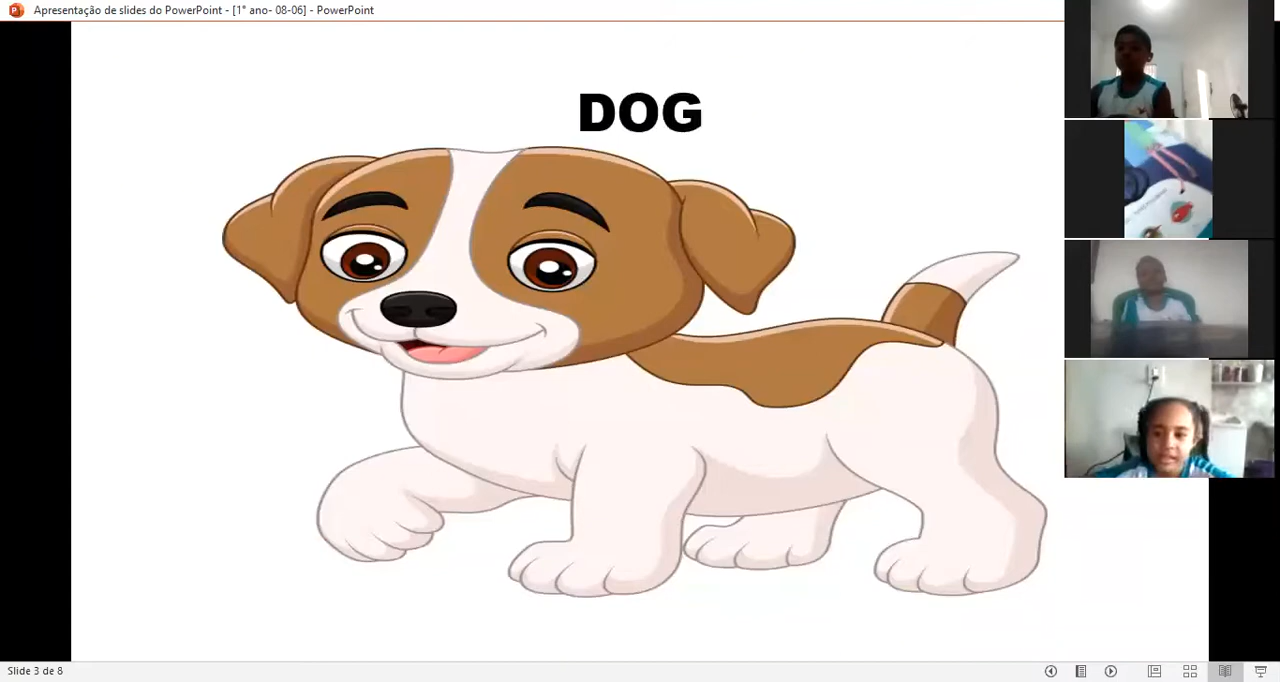 Apresentação de slides do PowerPoint - [1° ano- 08-06] - PowerPoint
DOG
Slide 3 de 8